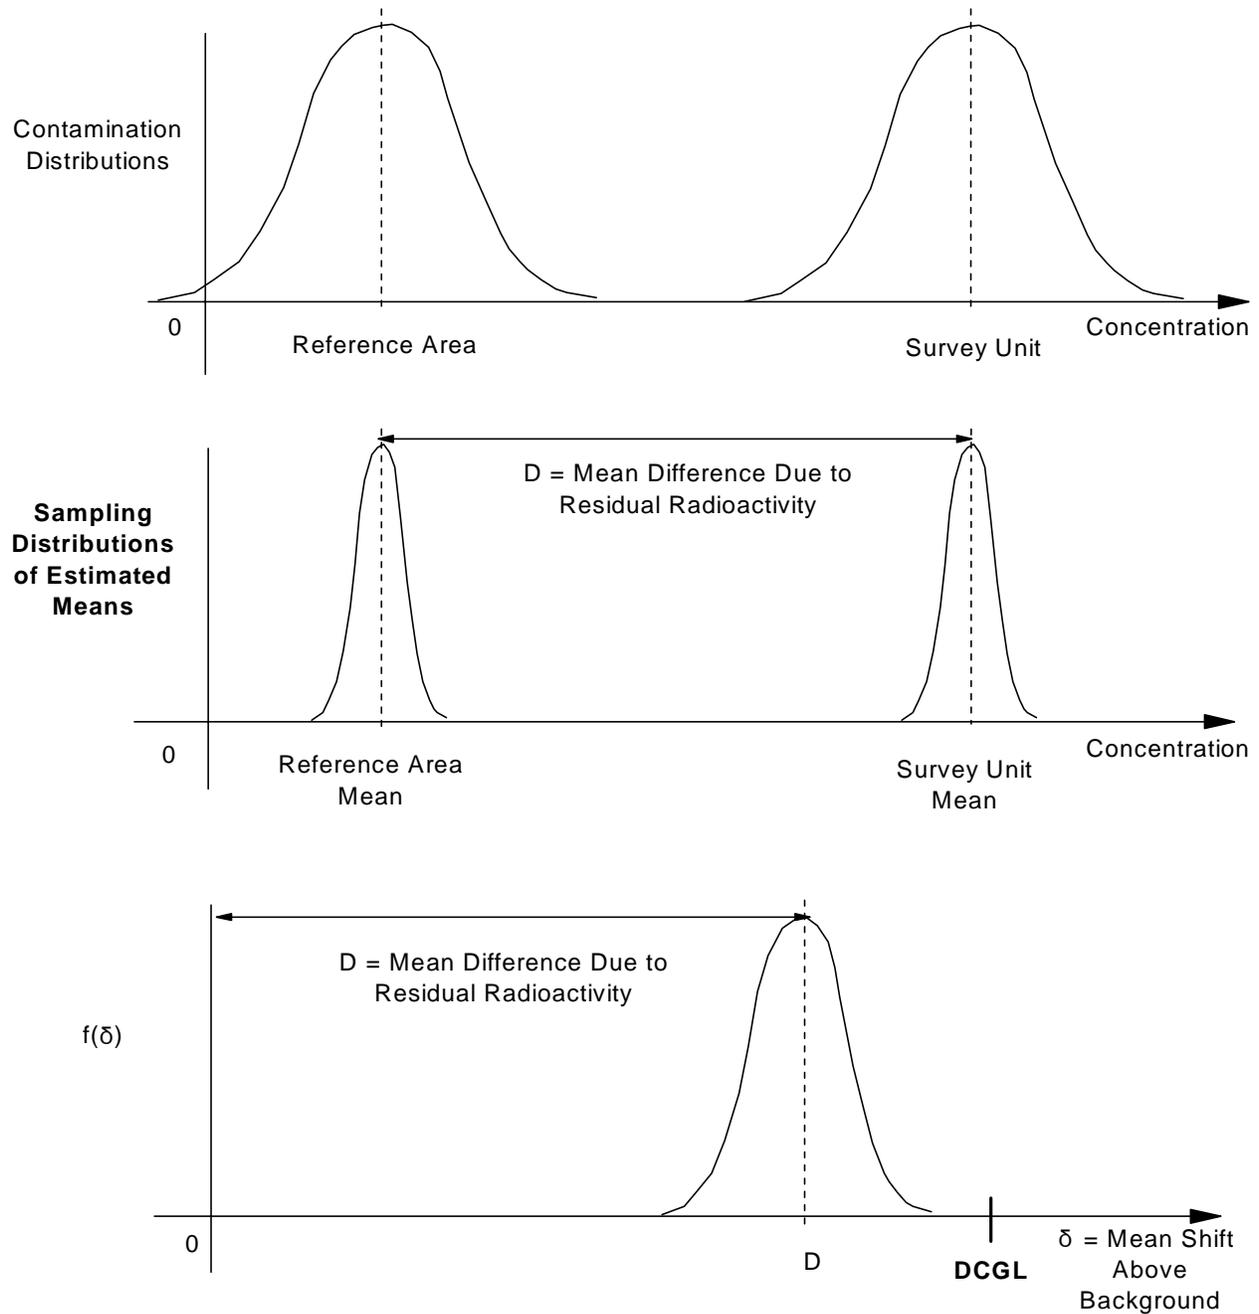 Contamination
Distributions
0
Reference Area
Survey Unit
Concentration
D = Mean Difference Due to
Residual Radioactivity
Sampling
Distributions
of Estimated
Means
0
Reference Area
Mean
Survey Unit
Mean
Concentration
D = Mean Difference Due to
Residual Radioactivity
f(δ)
0
D
DCGL
δ = Mean Shift
Above
Background